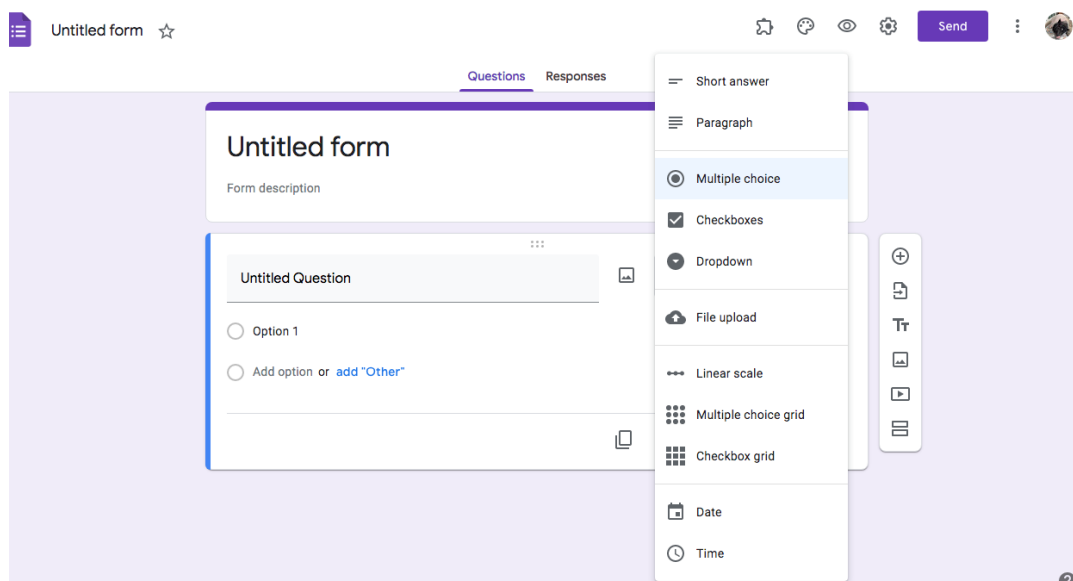 Untitled form
Send
Questions Responses
Untitled form
Form description
Untitled Question
Option 1
Add option or add "Other"
Short answer
Paragraph
Multiple choice
Checkboxes
Dropdown
File upload
Linear scale
Multiple choice grid
Checkbox grid
Date
Time
Tт